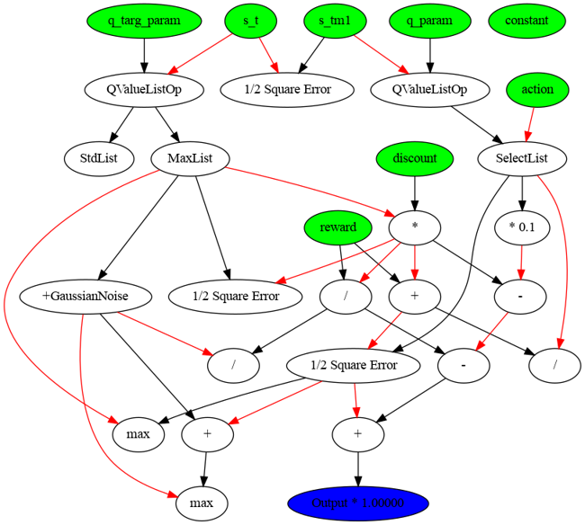 q_targ_param
s_t
s_tm1
q_param
constant
QValueListOp
1/2 Square Error
QValueListOp
action
StdList
MaxList
discount
SelectList
reward
*
* 0.1
+GaussianNoise
1/2 Square Error
/
+
-
/
1/2 Square Error
-
/
max
+
+
max
Output * 1.00000